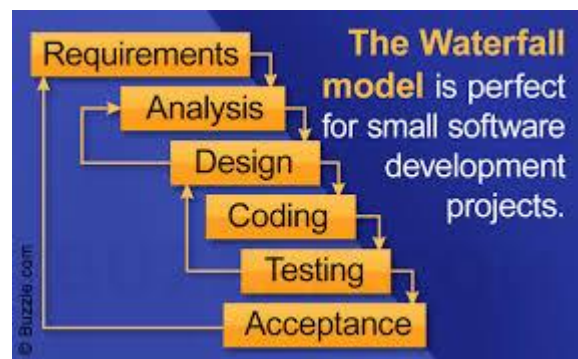 Requirements
Analysis
Design
Coding
Testing
Acceptance
The Waterfall
model is perfect
for small software
development
projects.
© Buzzle.com